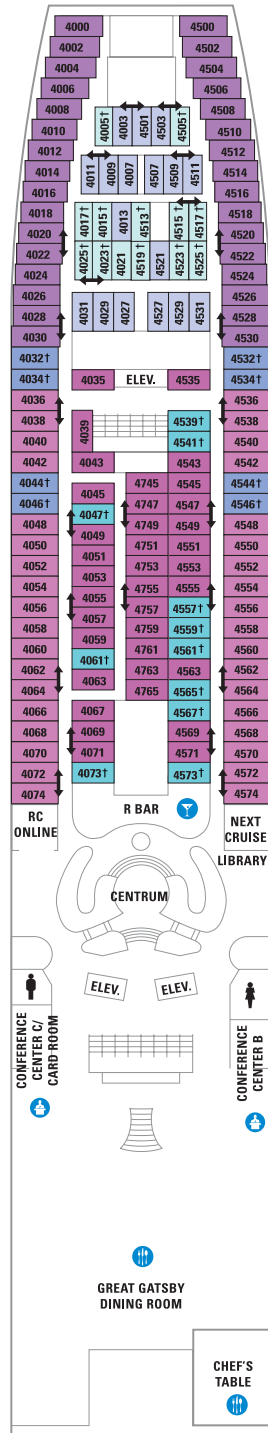 4000 4500
4002 4502
4004 4504
4006 4506
4008 4508
4005† 4003 4501 4503 4505†
4010 4510
4012 4512
4011 4009 4007 4507 4509 4511
4014 4514
4016 4516
4018 4017† 4015† 4013 4513† 4515† 4517† 4518
4020 4520
4022 4025† 4023† 4021 4519† 4521 4523† 4525† 4522
4024 4524
4026 4526
4028 4031 4029 4027 4527 4529 4531 4528
4030 4530
4032† 4532†
4034† 4035 ELEV. 4535 4534†
4036 4536
4038 4039 4539† 4538
4040 4541† 4540
4042 4043 4543 4542
4044† 4745 4545 4544†
4046† 4045 4747 4547 4546†
4048 4047† 4749 4549 4548
4050 4049 4751 4551 4550
4052 4051 4753 4553 4552
4054 4053 4755 4555 4554
4056 4055 4757 4557† 4556
4058 4057 4759 4559† 4558
4060 4059 4761 4561† 4560
4062 4061† 4763 4563 4562
4064 4063 4765 4565† 4564
4066 4067 4567† 4566
4068 4069 4569 4568
4070 4071 4571 4570
4072 4073† 4573† 4572
4074 4574
RC
ONLINE
R BAR
NEXT
CRUISE
LIBRARY
CENTRUM
ELEV. ELEV.
CONFERENCE
CENTER C/
CARD ROOM
CONFERENCE
CENTER B
GREAT GATSBY
DINING ROOM
CHEF'S
TABLE